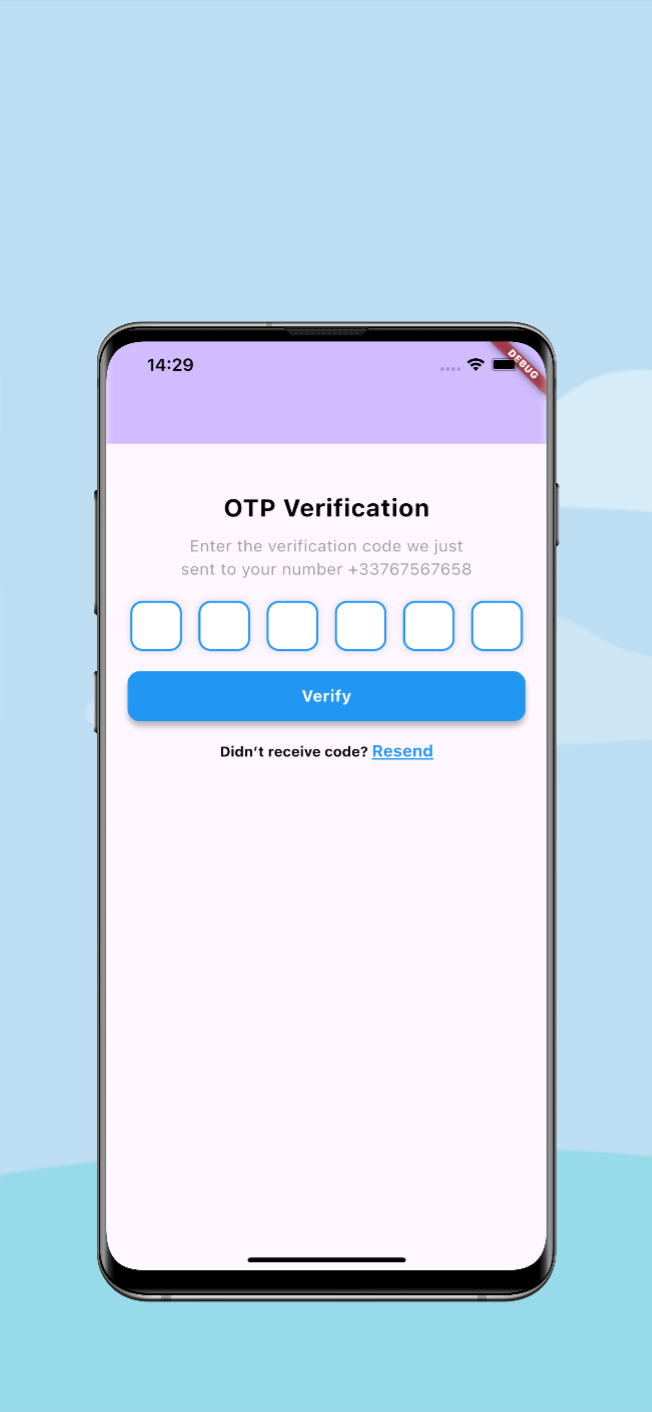 14:29
DEBUG
OTP Verification
Enter the verification code we just
sent to your number +33767567658
Verify
Didn't receive code? Resend